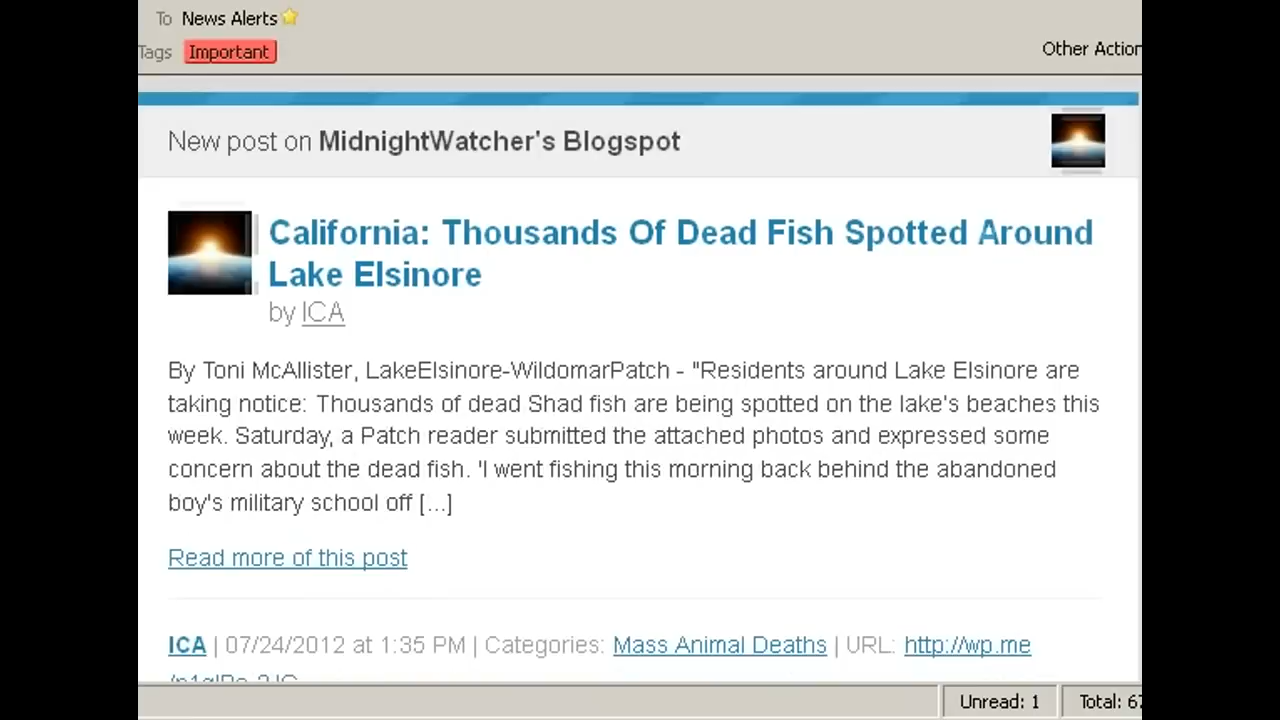 To News Alerts
Tags Important
Other Action
New post on MidnightWatcher's Blogspot
California: Thousands Of Dead Fish Spotted Around
Lake Elsinore
by ICA
By Toni McAllister, LakeElsinore-WildomarPatch - "Residents around Lake Elsinore are
taking notice: Thousands of dead Shad fish are being spotted on the lake's beaches this
week. Saturday, a Patch reader submitted the attached photos and expressed some
concern about the dead fish. 'I went fishing this morning back behind the abandoned
boy's military school off [...]
Read more of this post
ICA | 07/24/2012 at 1:35 PM | Categories: Mass Animal Deaths | URL: http://wp.me
Unread: 1
Total: 67